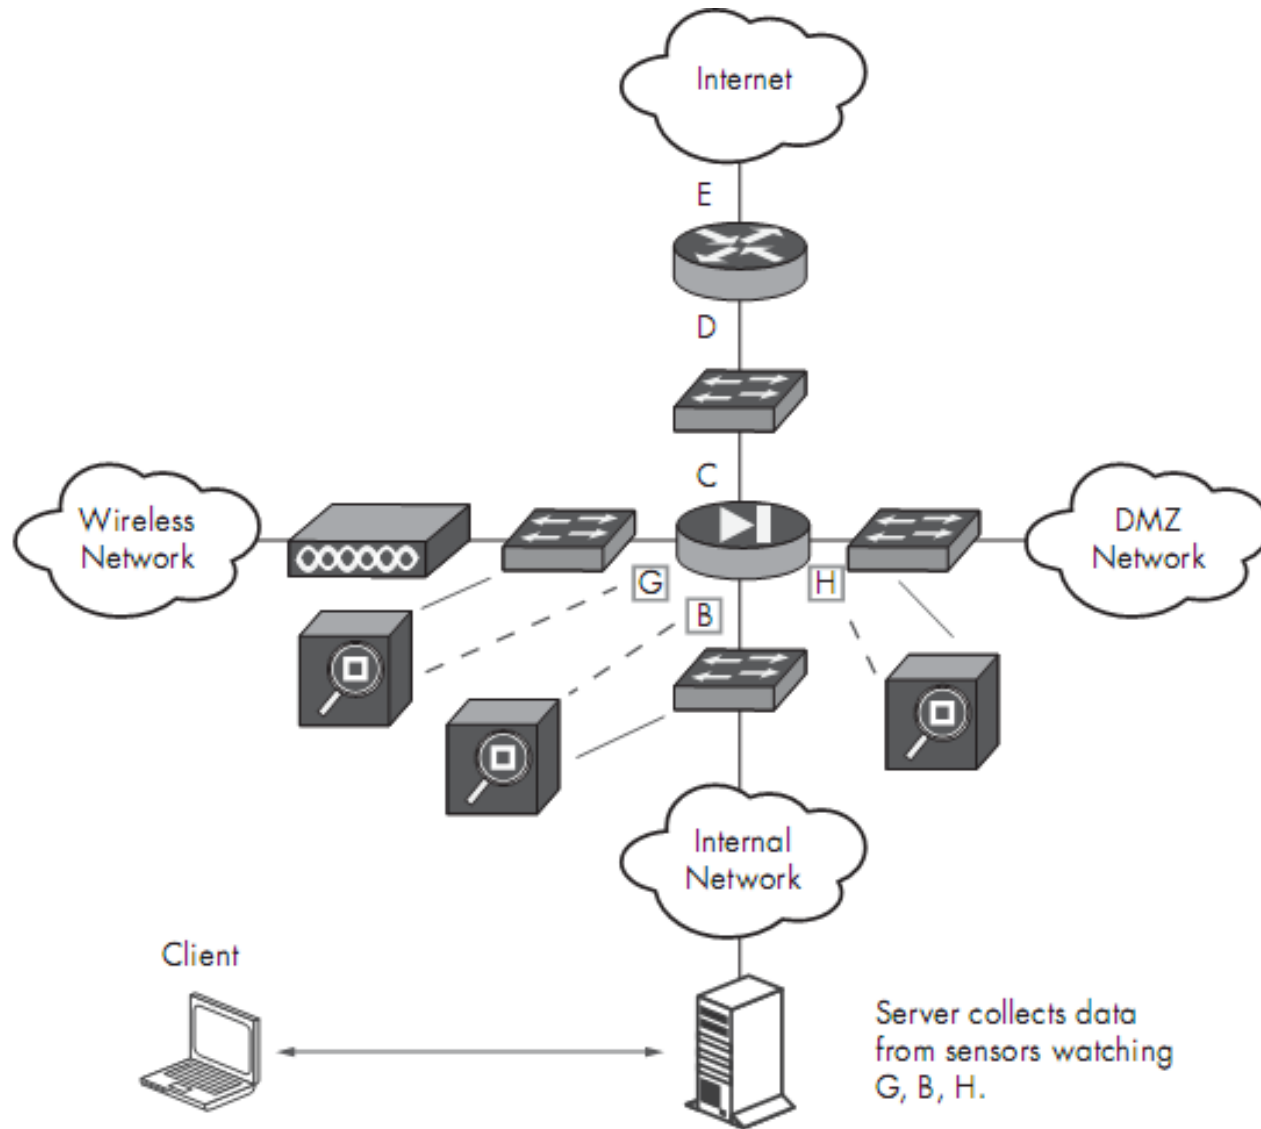 Internet
E
D
C
Wireless
Network
DMZ
Network
G
H
B
Internal
Network
Client
Server collects data
from sensors watching
G, B, H.